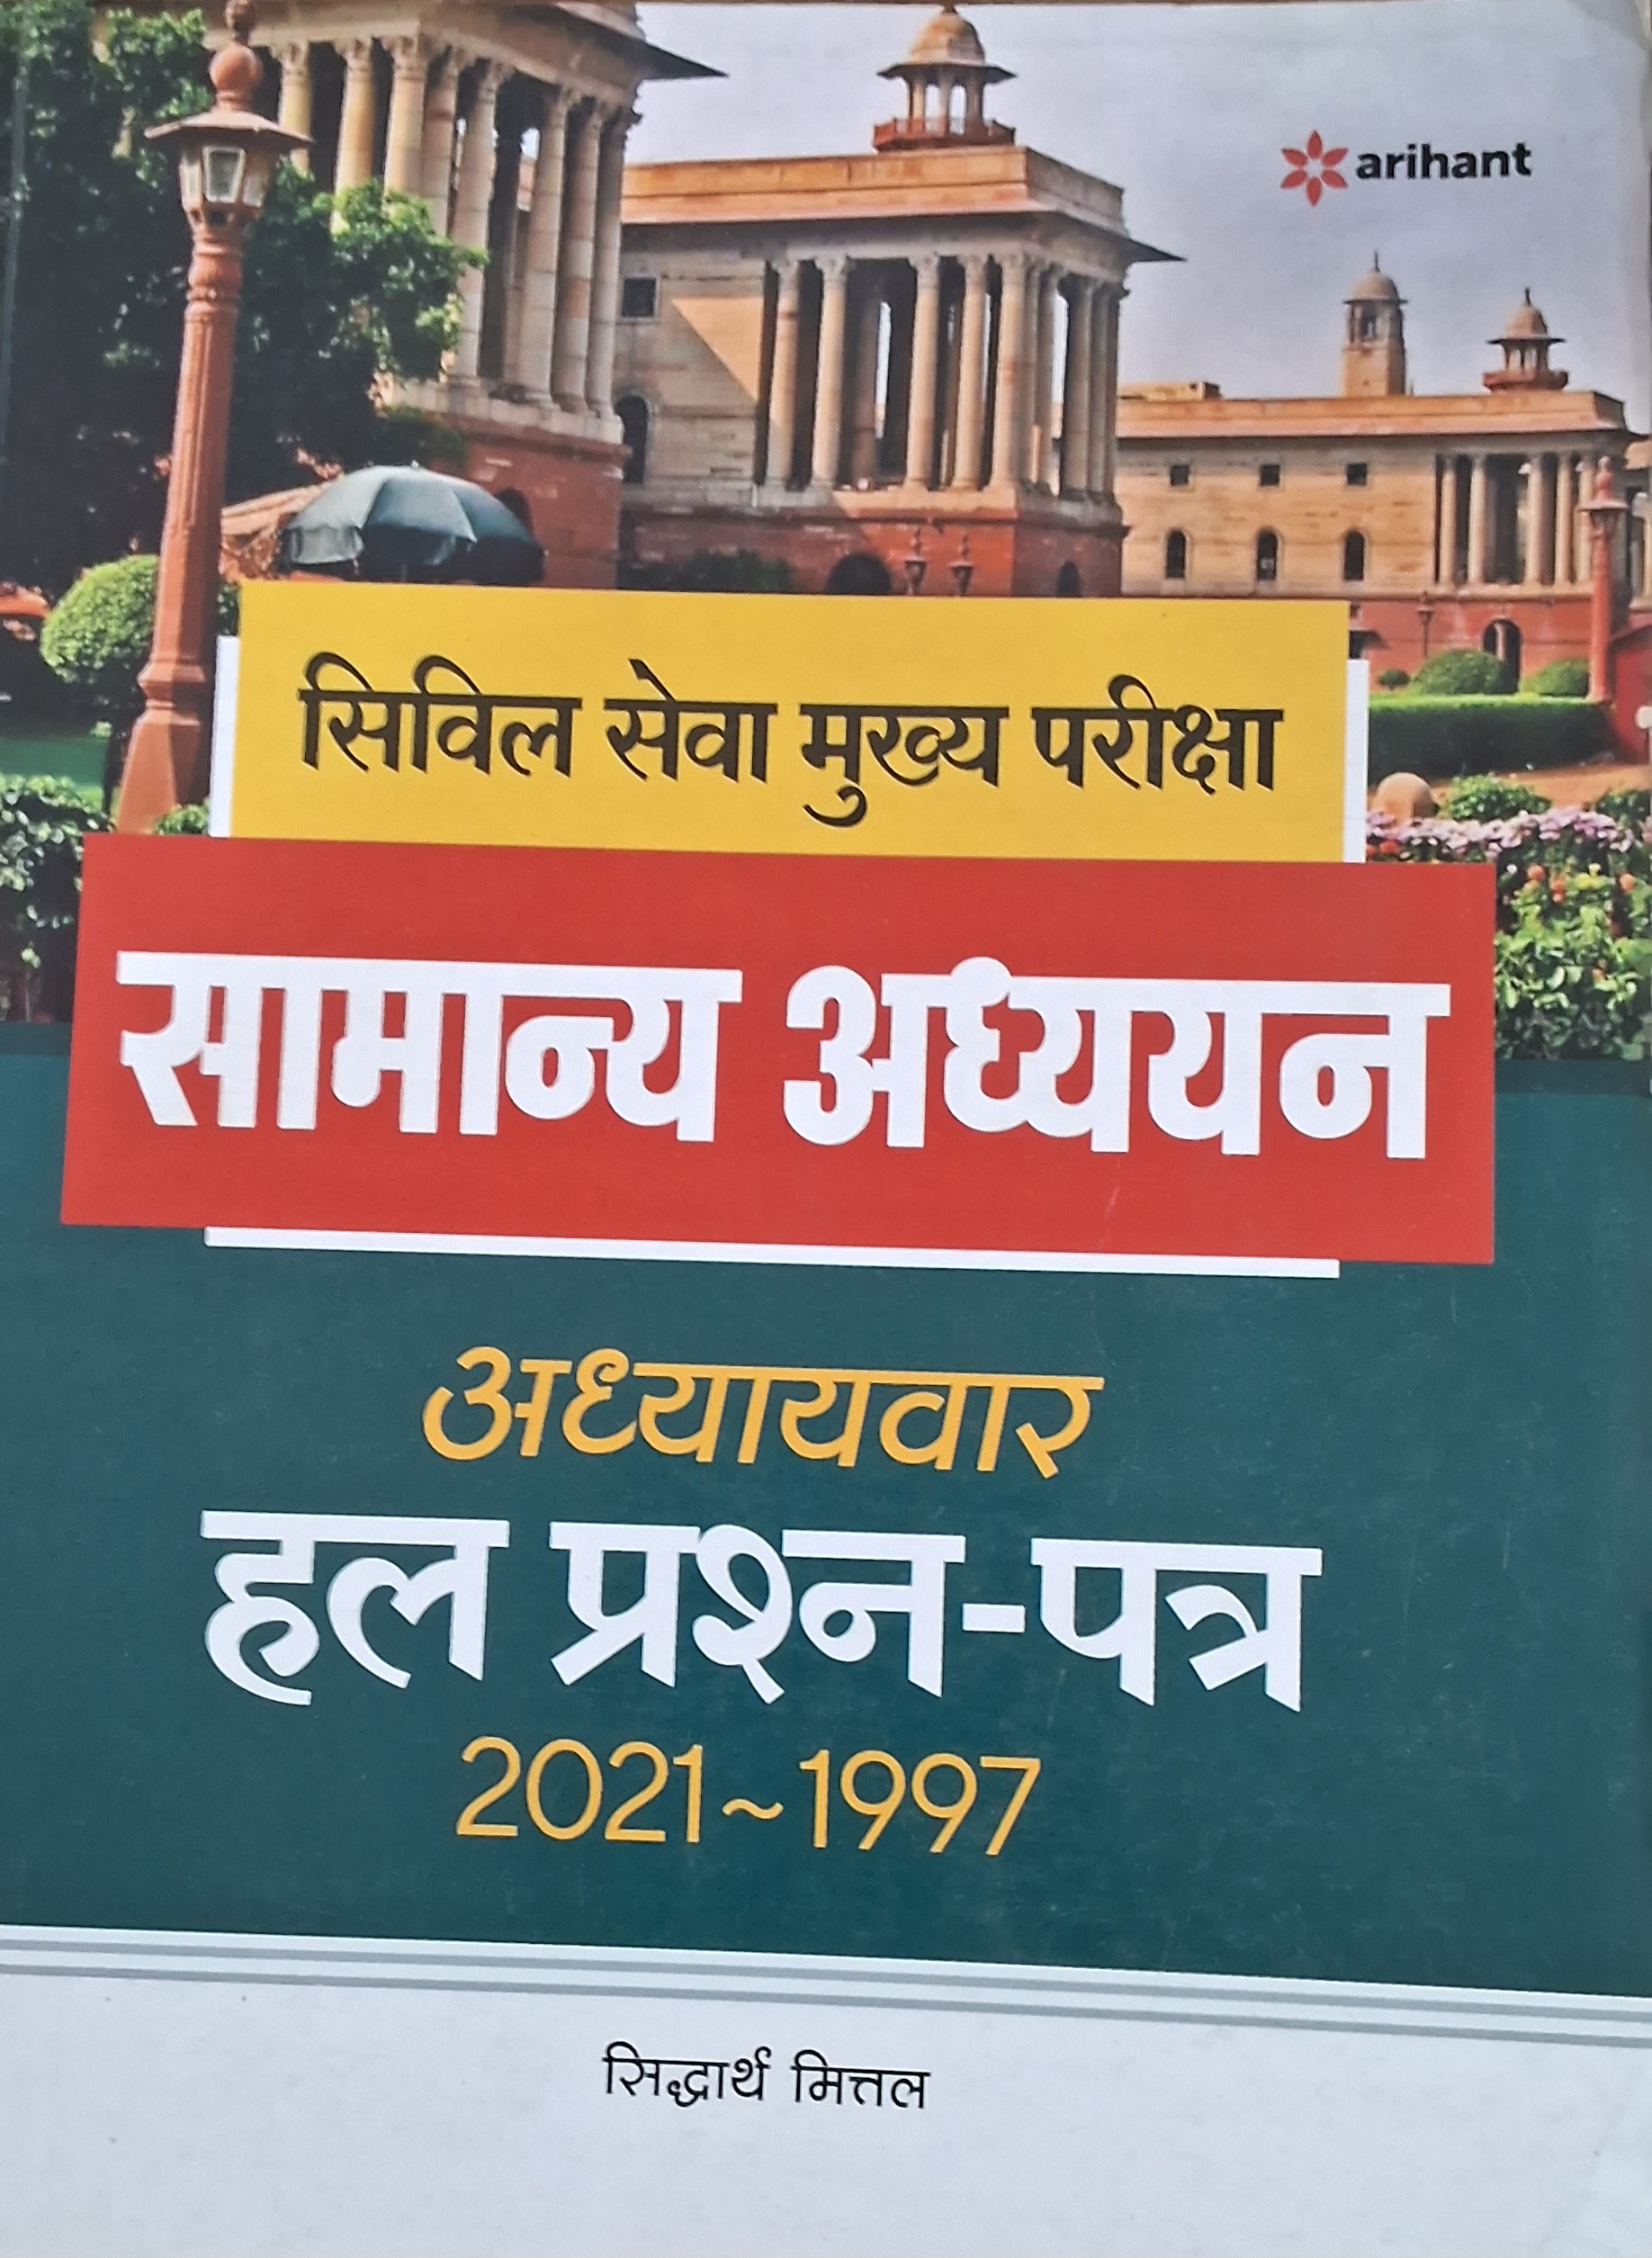 arihant
सिविल सेवा मुख्य परीक्षा
सामान्य अध्ययन
अध्यायवार
हल प्रश्न-पत्र
2021~1997
सिद्धार्थ मित्तल